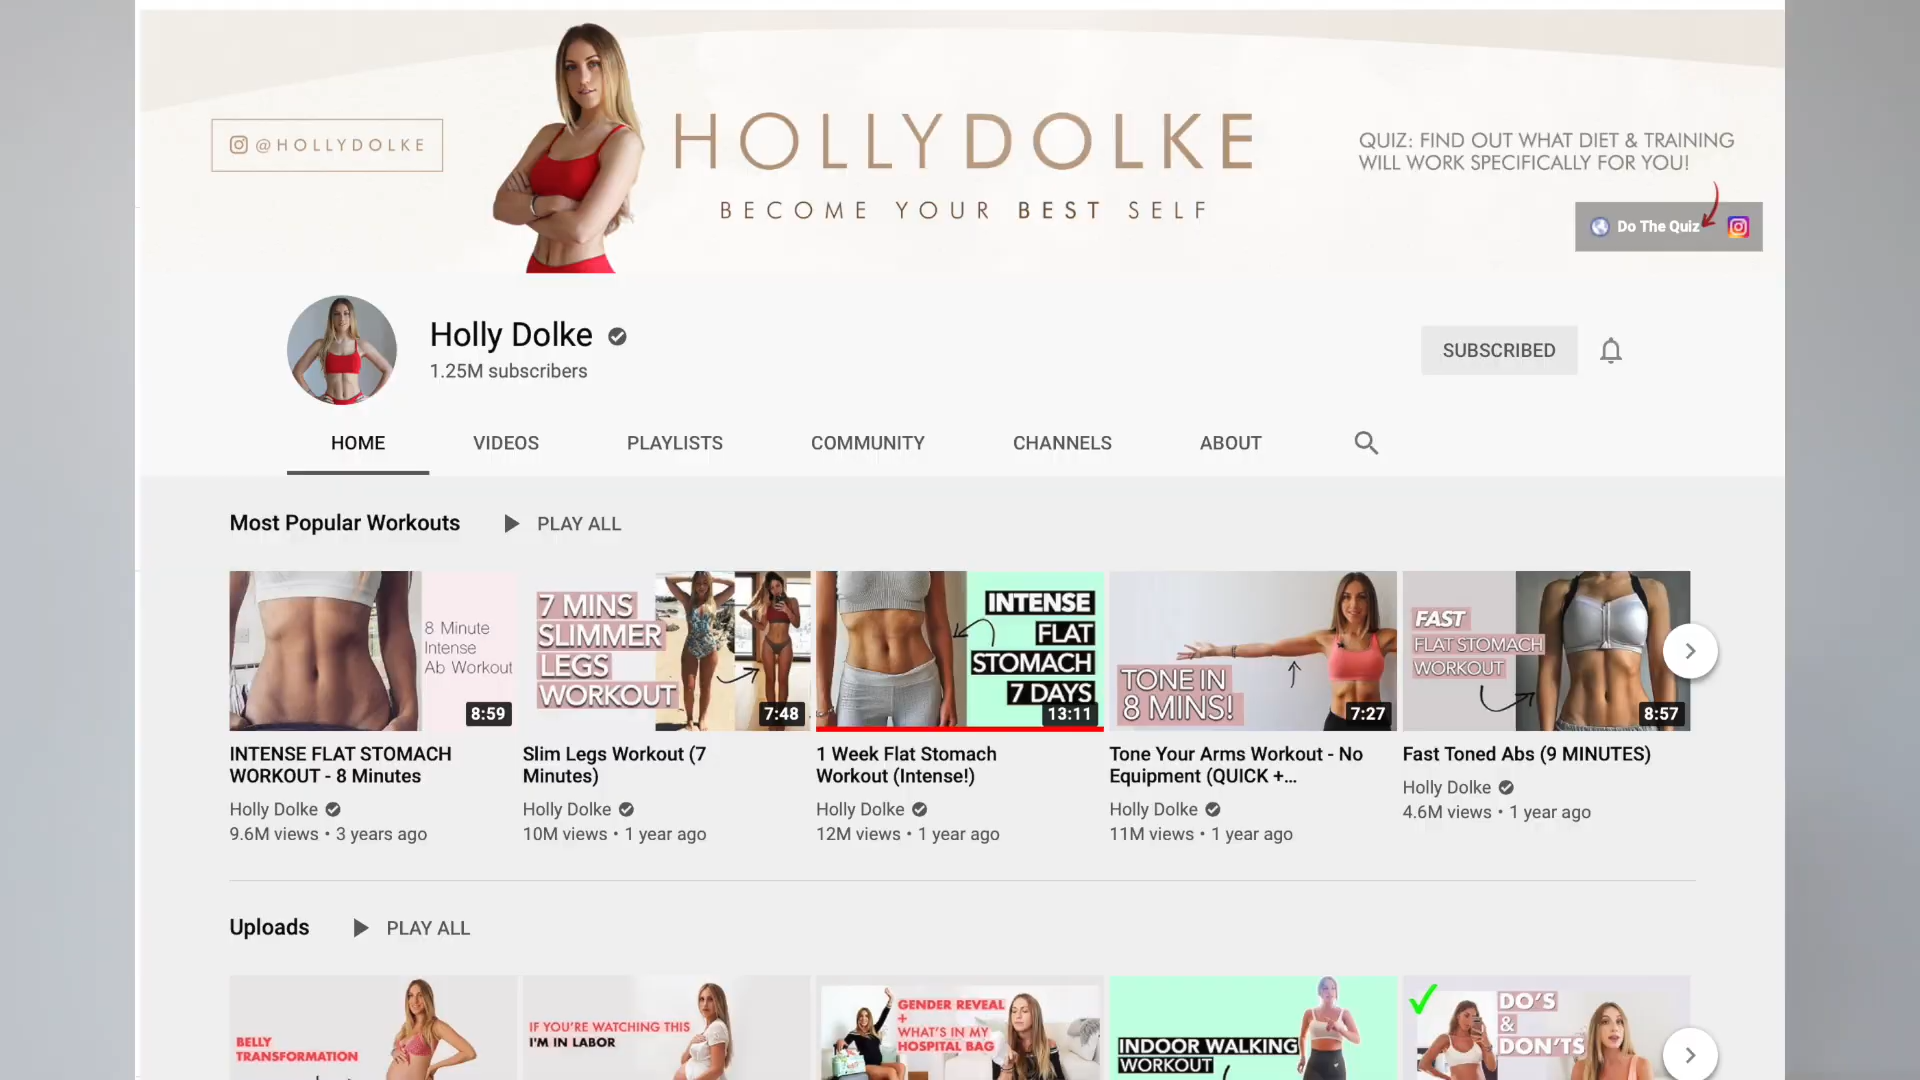 @HOLLYDOLKE
HOLLYDOLKE
BECOME YOUR BEST SELF
QUIZ: FIND OUT WHAT DIET & TRAINING
WILL WORK SPECIFICALLY FOR YOU!
Do The Quiz
Holly Dolke
1.25M subscribers
SUBSCRIBED
HOME VIDEOS PLAYLISTS COMMUNITY CHANNELS ABOUT
Most Popular Workouts PLAY ALL
8 Minute
Intense
Ab Workout
8:59
7 MINS
SLIMMER
LEGS
WORKOUT
7:48
INTENSE
FLAT
STOMACH
7 DAYS
13:11
TONE IN
8 MINS!
7:27
FAST
FLAT STOMACH
WORKOUT
8:57
INTENSE FLAT STOMACH
WORKOUT - 8 Minutes
Holly Dolke
9.6M views • 3 years ago
Slim Legs Workout (7
Minutes)
Holly Dolke
10M views • 1 year ago
1 Week Flat Stomach
Workout (Intense!)
Holly Dolke
12M views • 1 year ago
Tone Your Arms Workout - No
Equipment (QUICK +...
Holly Dolke
11M views • 1 year ago
Fast Toned Abs (9 MINUTES)
Holly Dolke
4.6M views • 1 year ago
Uploads PLAY ALL
BELLY
TRANSFORMATION
IF YOU'RE WATCHING THIS
I'M IN LABOR
GENDER REVEAL
+
WHAT'S IN MY
HOSPITAL BAG
INDOOR WALKING
WORKOUT
DO'S
&
DON'TS